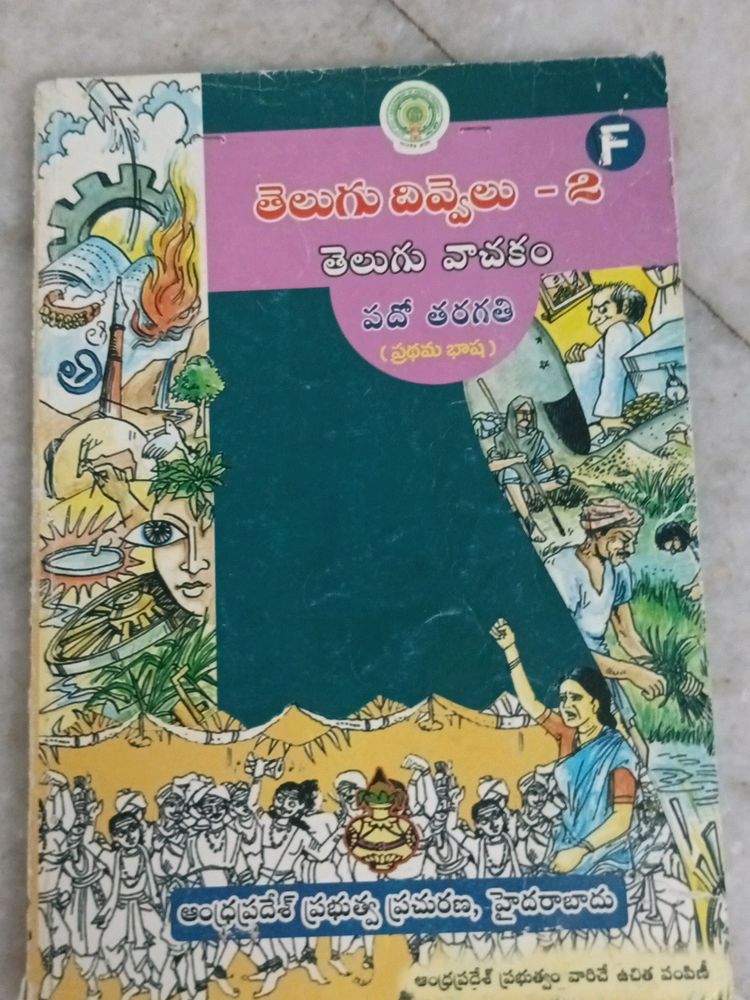 F
తెలుగు దివ్వెలు - 2
తెలుగు వాచకం
పదో తరగతి
(ప్రథమ భాష)
అ
ఆంధ్రప్రదేశ్ ప్రభుత్వ ప్రచురణ, హైదరాబాదు
ఆంధ్రప్రదేశ్ ప్రభుత్వం వారిచే ఉచిత పంపిణీ